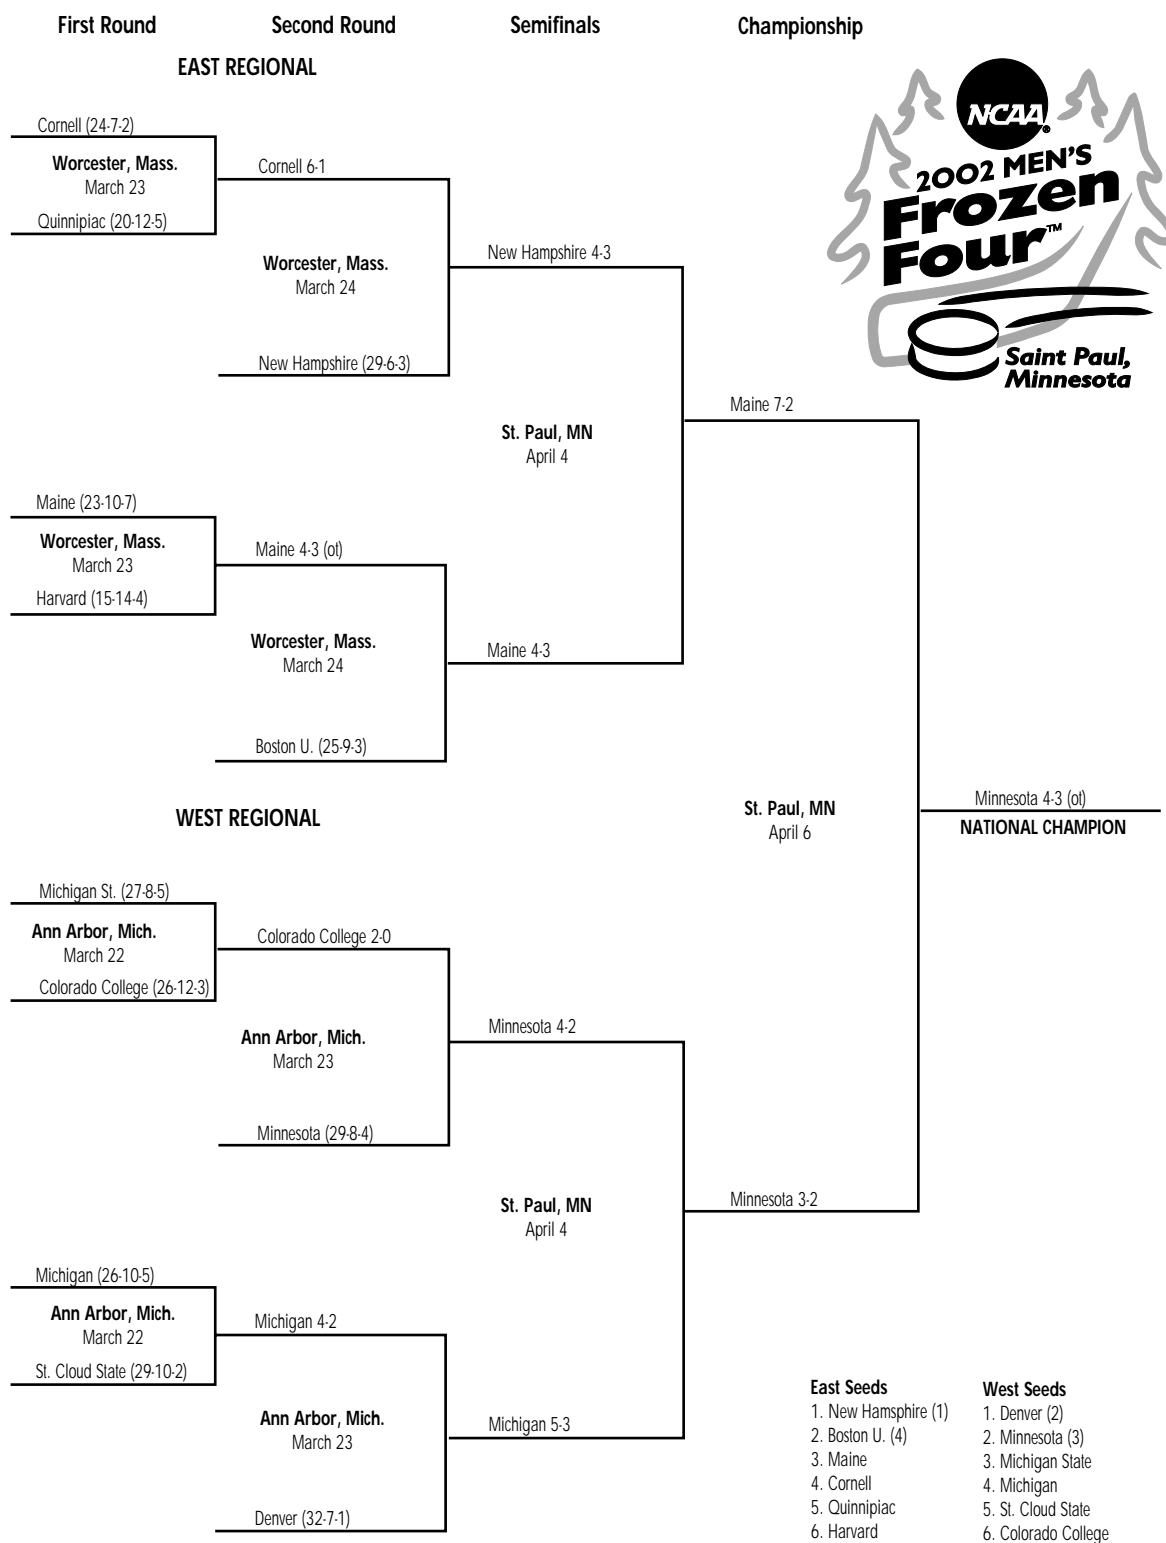 First Round Second Round Semifinals Championship
EAST REGIONAL
NCAA®
2002 MEN'S
Frozen
Four™
Saint Paul,
Minnesota
Cornell (24-7-2)
Worcester, Mass.
March 23
Quinnipiac (20-12-5)
Cornell 6-1
Worcester, Mass.
March 24
New Hampshire (29-6-3)
New Hampshire 4-3
St. Paul, MN
April 4
Maine 7-2
Maine (23-10-7)
Worcester, Mass.
March 23
Harvard (15-14-4)
Maine 4-3 (ot)
Worcester, Mass.
March 24
Boston U. (25-9-3)
Maine 4-3
St. Paul, MN
April 6
Minnesota 4-3 (ot)
NATIONAL CHAMPION
WEST REGIONAL
Michigan St. (27-8-5)
Ann Arbor, Mich.
March 22
Colorado College (26-12-3)
Colorado College 2-0
Ann Arbor, Mich.
March 23
Minnesota (29-8-4)
Minnesota 4-2
St. Paul, MN
April 4
Minnesota 3-2
Michigan (26-10-5)
Ann Arbor, Mich.
March 22
St. Cloud State (29-10-2)
Michigan 4-2
Ann Arbor, Mich.
March 23
Denver (32-7-1)
Michigan 5-3
East Seeds
1. New Hamsphire (1)
2. Boston U. (4)
3. Maine
4. Cornell
5. Quinnipiac
6. Harvard
West Seeds
1. Denver (2)
2. Minnesota (3)
3. Michigan State
4. Michigan
5. St. Cloud State
6. Colorado College